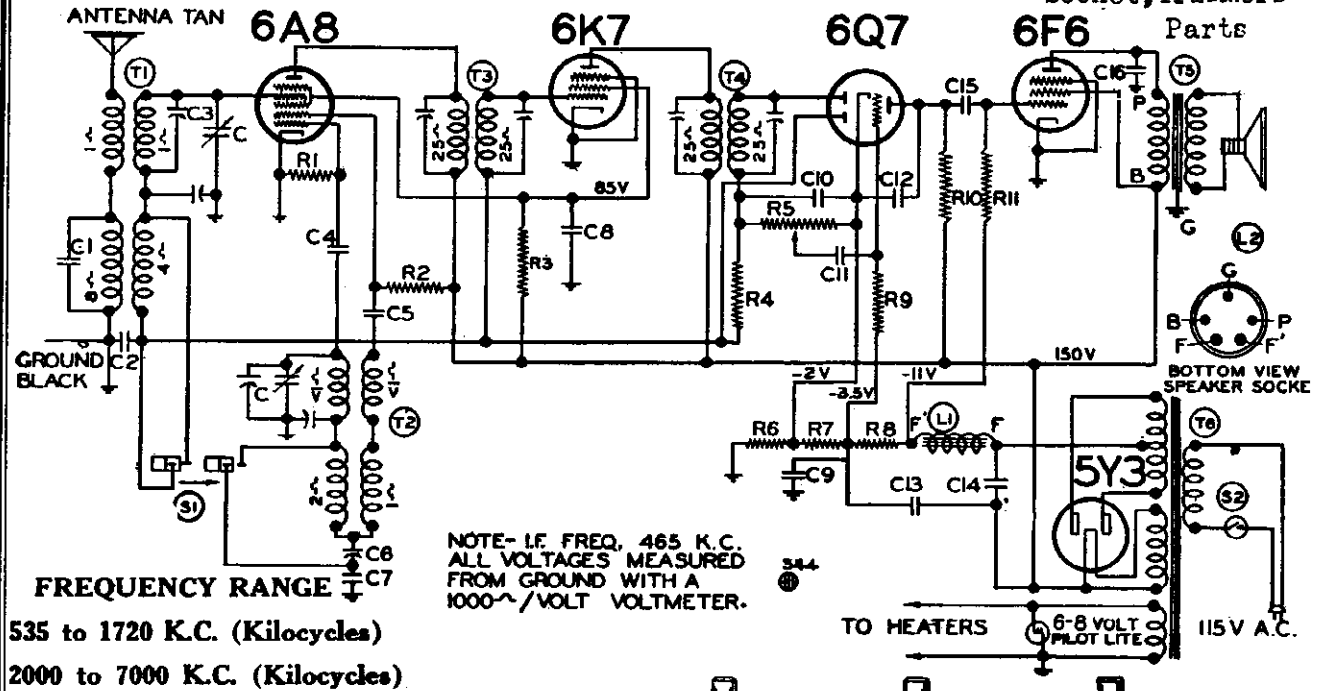 Socket, Trimmers
Parts
ANTENNA TAN
6A8
6K7
6Q7
6F6
T1
C3
C
R1
T3
25~
25~
T4
25~
25~
C15
C16
P
T5
B
G
85V
C10
C12
R5
R10
R11
C1
C4
R2
R3
C8
C11
R4
R9
C5
L2
G
B
P
F
F'
BOTTOM VIEW
SPEAKER SOCKE
GROUND
BLACK
C2
C
T2
150V
-2V
-3.5V
-11V
R6
R7
R8
F'
L1
F
C9
C13
C14
5Y3
T6
S2
S1
C6
C7
NOTE- I.F. FREQ, 465 K.C.
ALL VOLTAGES MEASURED
FROM GROUND WITH A
1000~/VOLT VOLTMETER.
S44
FREQUENCY RANGE
535 to 1720 K.C. (Kilocycles)
2000 to 7000 K.C. (Kilocycles)
TO HEATERS
6-8 VOLT
PILOT LITE
115V A.C.